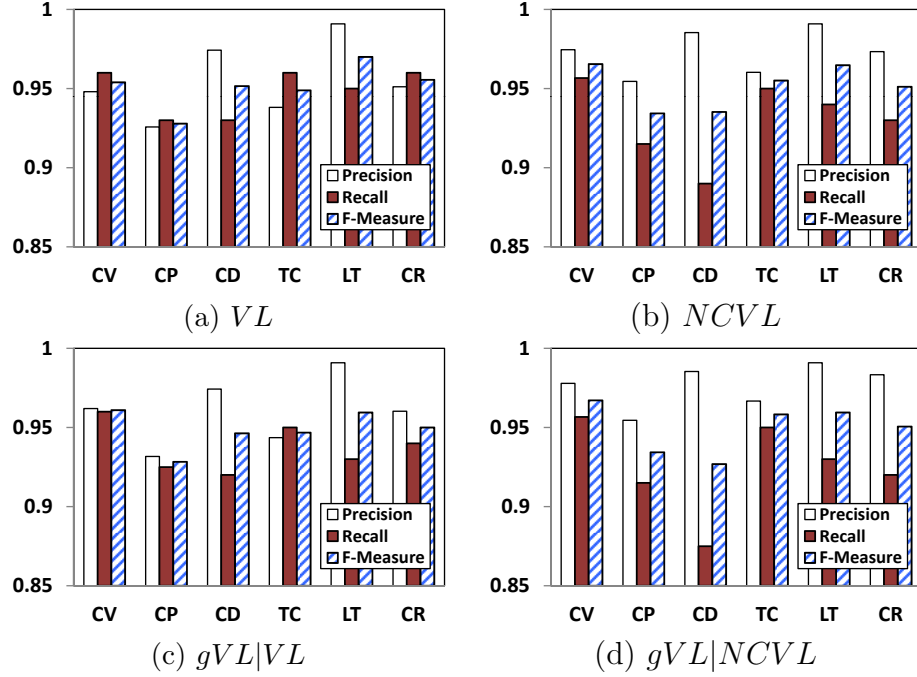 1
0.95
0.9
0.85
Precision
Recall
F-Measure
CV CP CD TC LT CR
(a) VL
1
0.95
0.9
0.85
Precision
Recall
F-Measure
CV CP CD TC LT CR
(b) NCVL
1
0.95
0.9
0.85
Precision
Recall
F-Measure
CV CP CD TC LT CR
(c) gVL|VL
1
0.95
0.9
0.85
Precision
Recall
F-Measure
CV CP CD TC LT CR
(d) gVL|NCVL